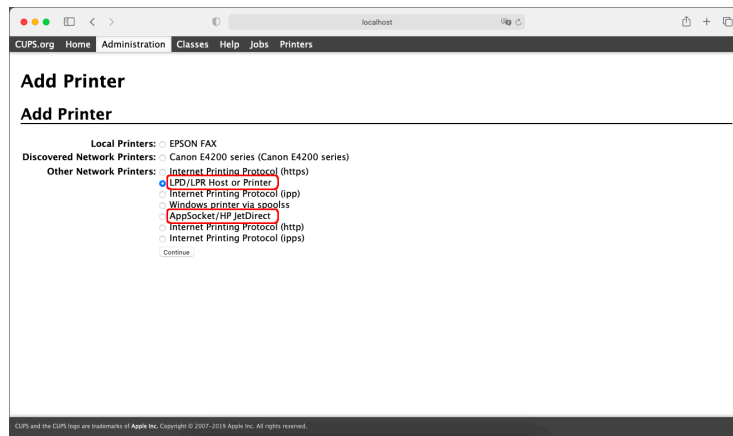 localhost
CUPS.org Home Administration Classes Help Jobs Printers
Add Printer
Add Printer
Local Printers: EPSON FAX
Discovered Network Printers: Canon E4200 series (Canon E4200 series)
Other Network Printers: Internet Printing Protocol (https)
LPD/LPR Host or Printer
Internet Printing Protocol (ipp)
Windows printer via spoolss
AppSocket/HP JetDirect
Internet Printing Protocol (http)
Internet Printing Protocol (ipps)
Continue
CUPS and the CUPS logo are trademarks of Apple Inc. Copyright © 2007-2019 Apple Inc. All rights reserved.